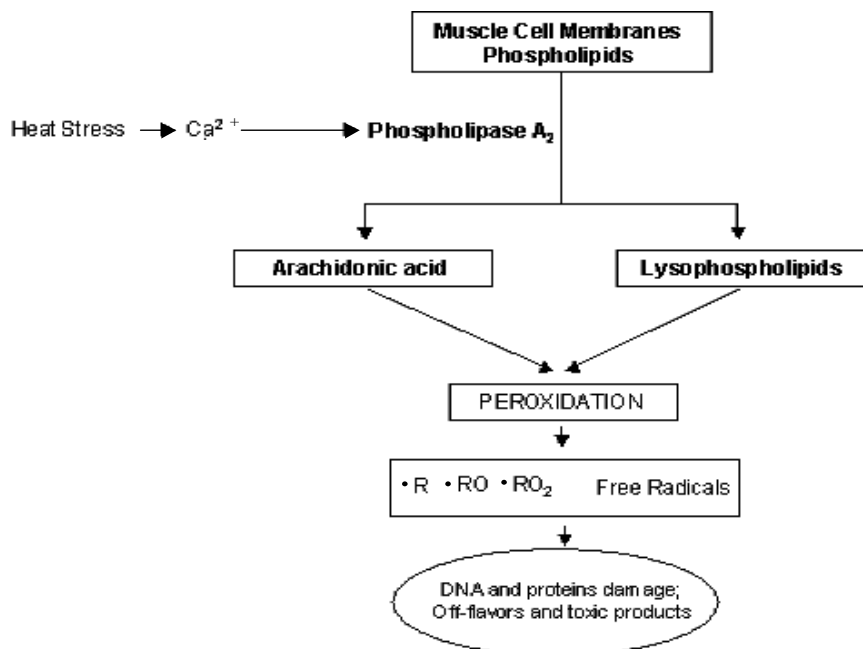 Muscle Cell Membranes
Phospholipids
Heat Stress → Ca²⁺ → Phospholipase A₂
Arachidonic acid
Lysophospholipids
PEROXIDATION
•R •RO •RO₂ Free Radicals
DNA and proteins damage;
Off-flavors and toxic products